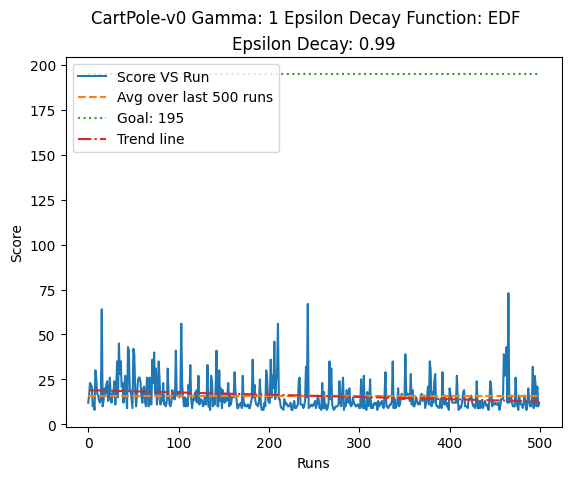 CartPole-v0 Gamma: 1 Epsilon Decay Function: EDF
Epsilon Decay: 0.99
Score VS Run
Avg over last 500 runs
Goal: 195
Trend line
Score
200
175
150
125
100
75
50
25
0
0 100 200 300 400 500
Runs